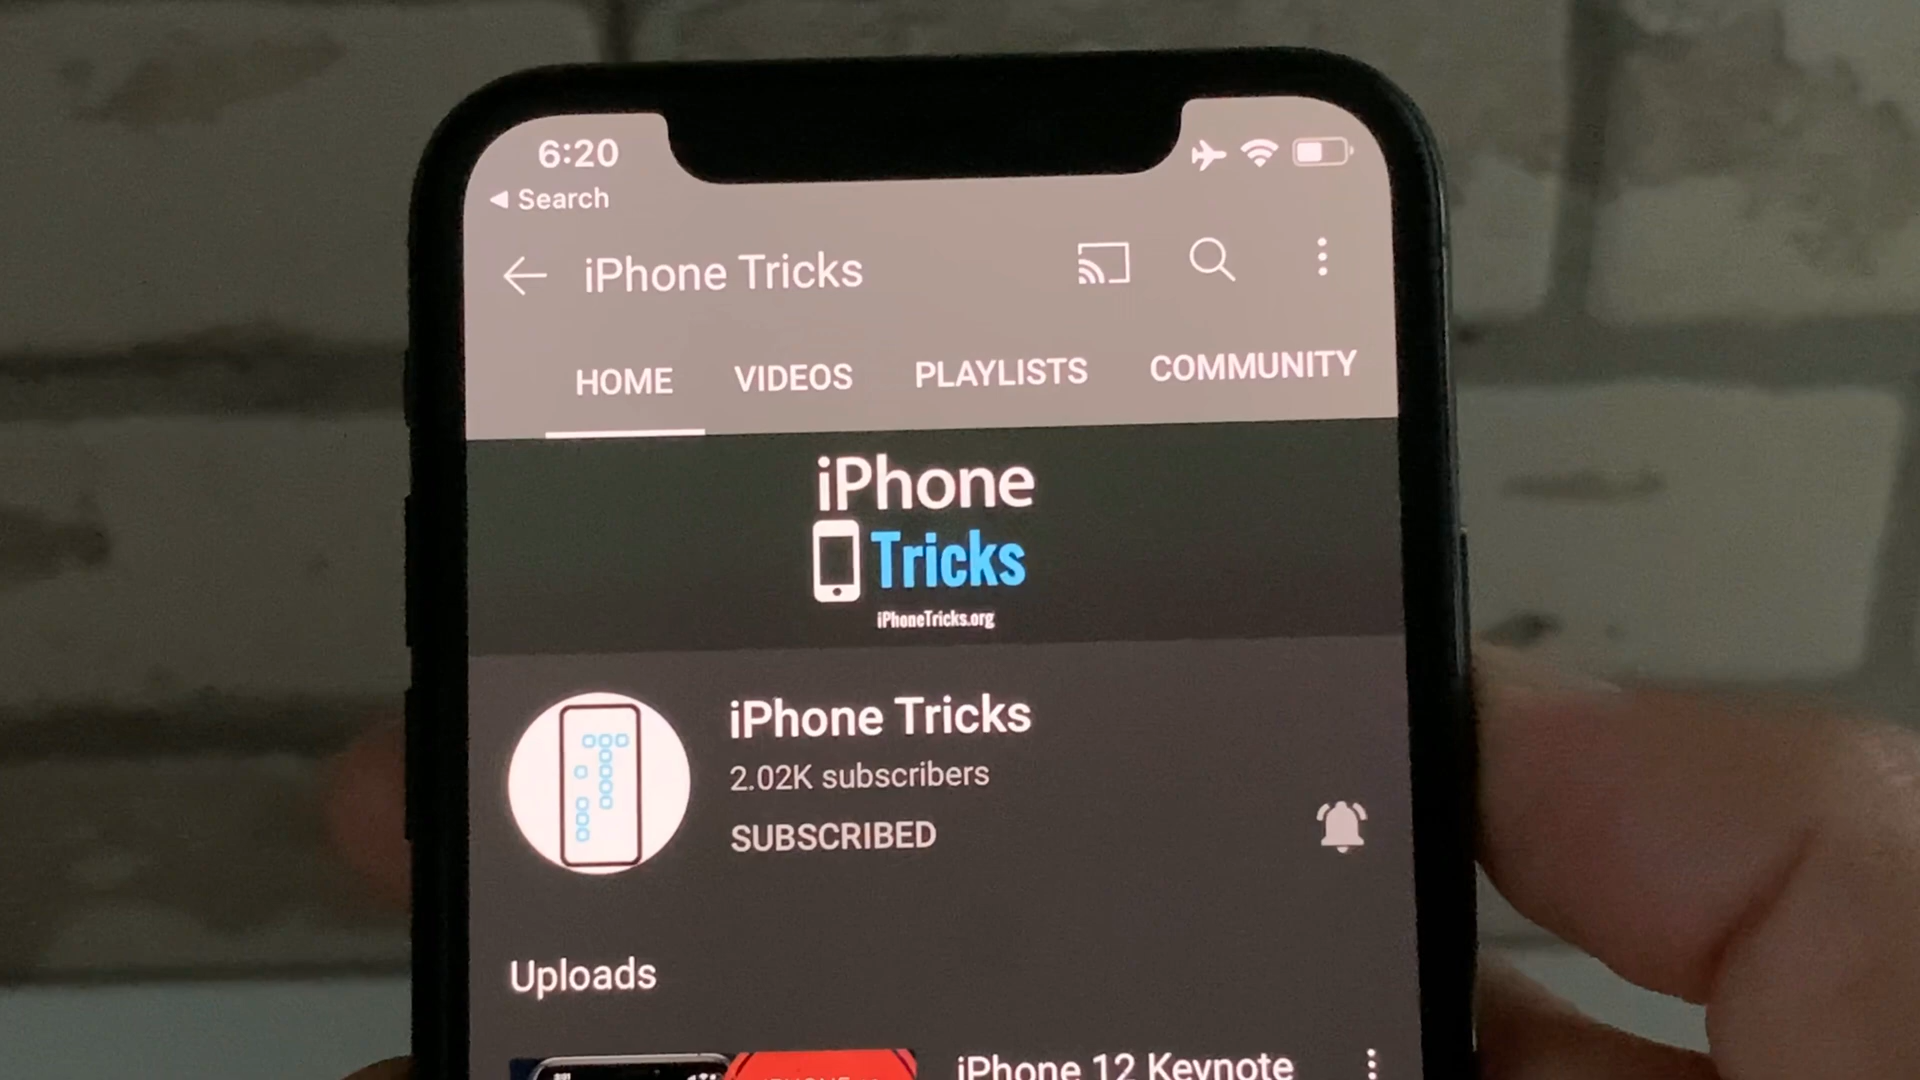 6:20
Search
iPhone Tricks
HOME VIDEOS PLAYLISTS COMMUNITY
iPhone
Tricks
iPhoneTricks.org
iPhone Tricks
2.02K subscribers
SUBSCRIBED
Uploads
iPhone 12 Keynote